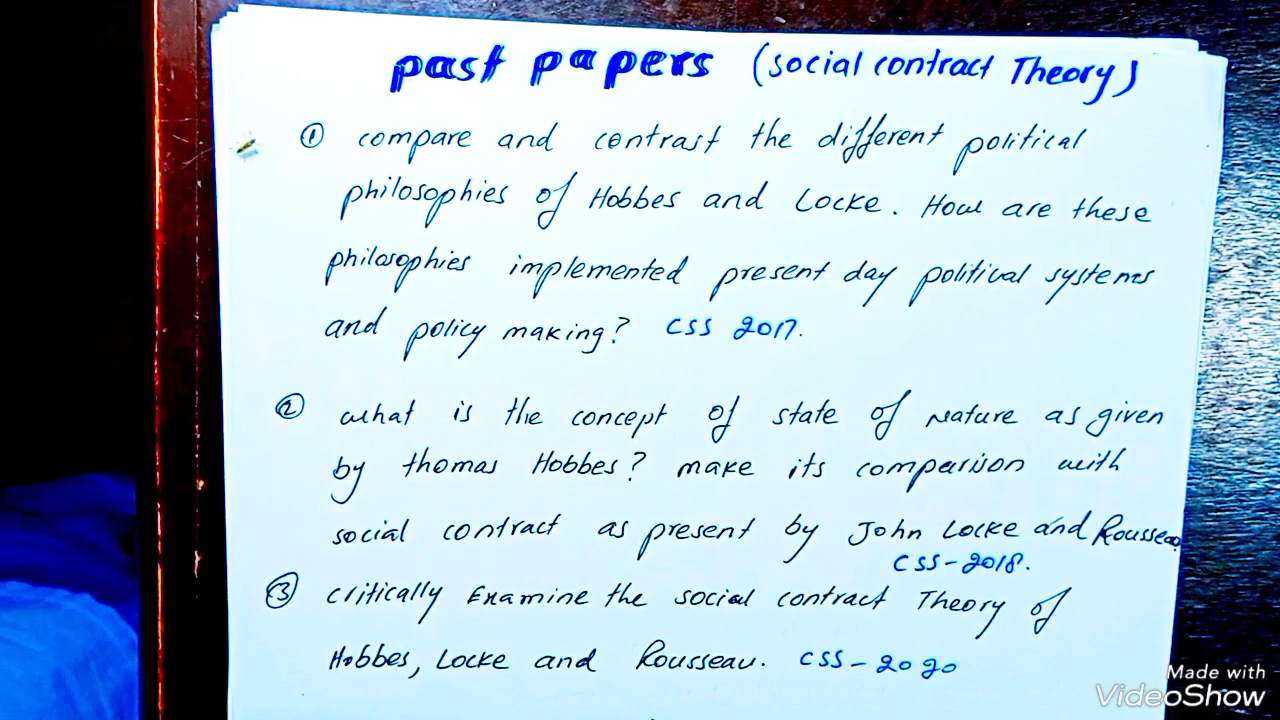 past papers (social contract Theory)
① compare and contrast the different political
philosophies of Hobbes and Locke. How are these
philosophies implemented present day political systems
and policy making? CSS 2017.
② what is the concept of state of Nature as given
by thomas Hobbes? make its comparison with
social contract as present by John Locke and Rousseau
CSS-2018.
③ critically Examine the social contract Theory of
Hobbes, Locke and Rousseau. CSS-2020
Made with
VideoShow